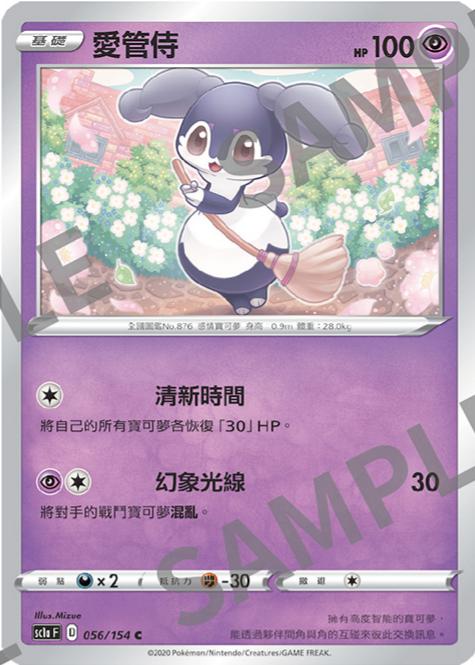 基礎 愛管侍 HP 100
全國圖鑑No.876 感情寶可夢 身高 0.9m 體重：28.0kg
清新時間
將自己的所有寶可夢各恢復「30」HP。
幻象光線 30
將對手的戰鬥寶可夢混亂。
弱點 ×2 抵抗力 -30 撤退
Illus.Mizue
sc1a F D 056/154 C
擁有高度智能的寶可夢，
能透過夥伴間角與角的互碰來彼此交換訊息。
©2020 Pokémon/Nintendo/Creatures/GAME FREAK.
SAMPLE
SAMPLE
SAMPLE